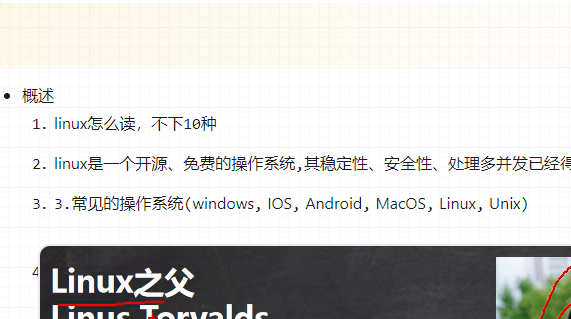 概述
1. linux怎么读，不下10种
2. linux是一个开源、免费的操作系统,其稳定性、安全性、处理多并发已经得
3. 3.常见的操作系统(windows, IOS, Android, MacOS, Linux, Unix)
4
Linux之父
Linus Torvalds